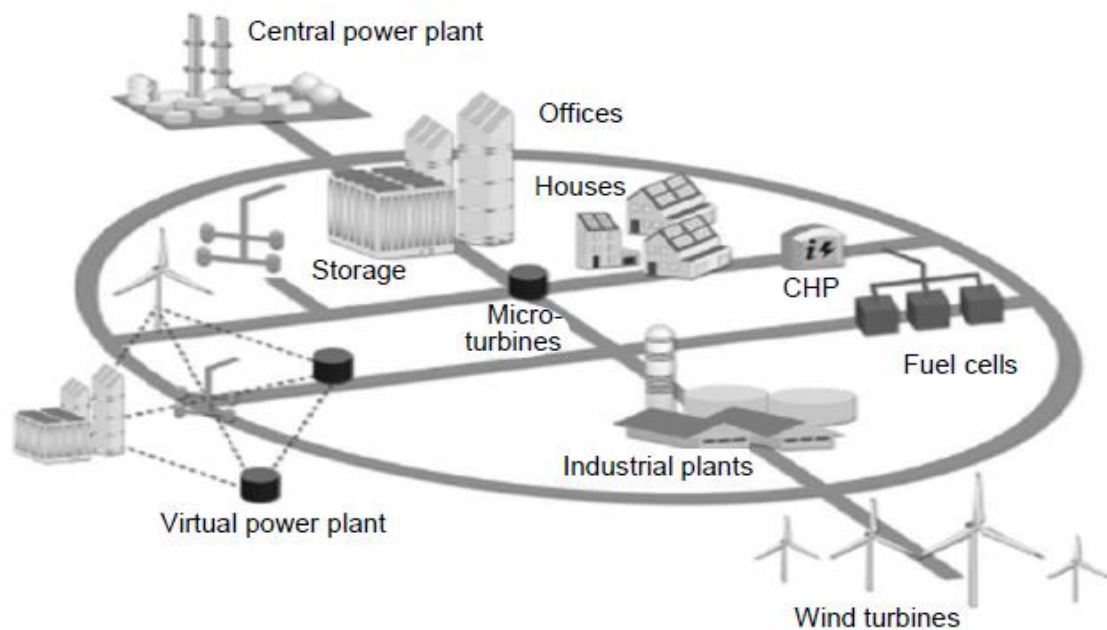 Central power plant
Offices
Houses
Storage
CHP
Micro-
turbines
Fuel cells
Industrial plants
Virtual power plant
Wind turbines